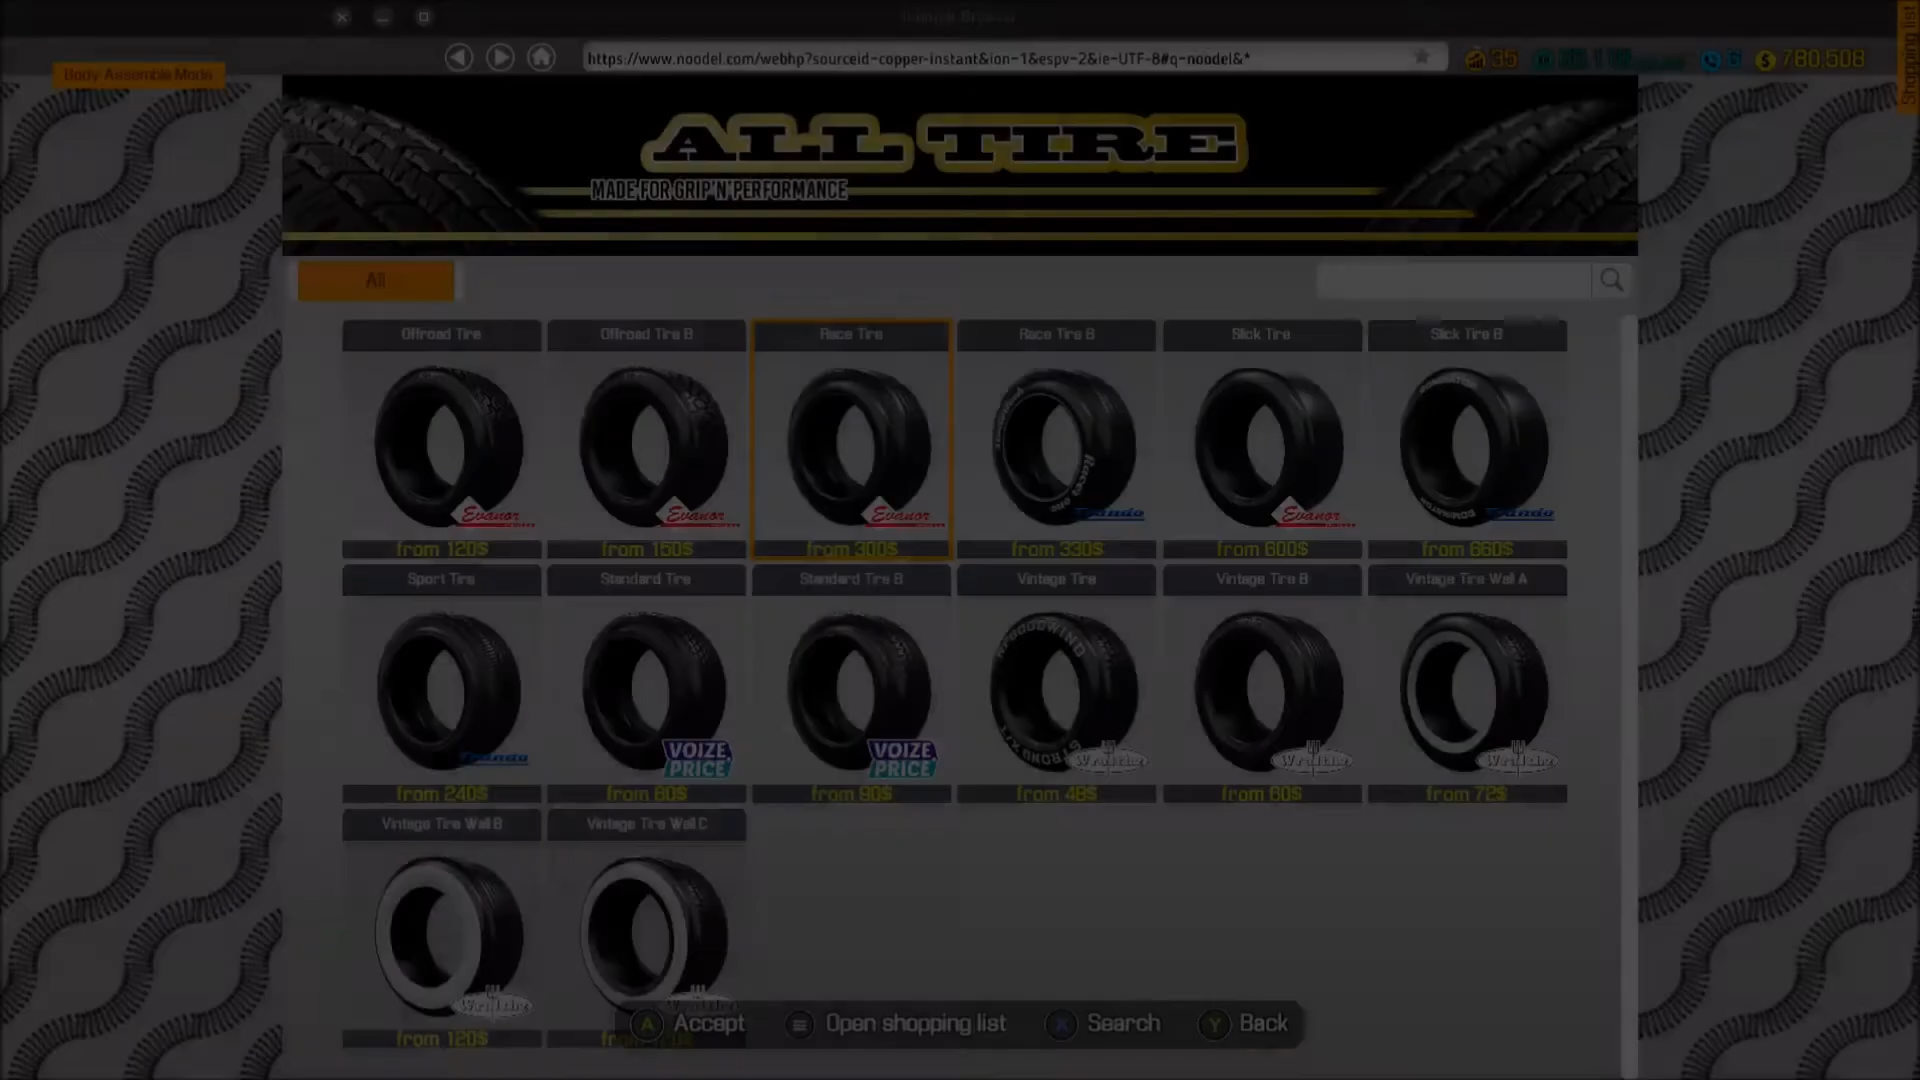 Body Assemble Mode
https://www.noodel.com/webhp?sourceid-copper-instant&ion-1&espv-2&ie-UTF-8#q-noodel&*
35
780,508
Shopping list
ALL TIRE
MADE FOR GRIP'N'PERFORMANCE
All
Offroad Tire
Offroad Tire B
Race Tire
Race Tire B
Slick Tire
Slick Tire B
Evanor
Evanor
Evanor
Evanor
from 120$
from 150$
from 300$
from 330$
from 600$
from 660$
Sport Tire
Standard Tire
Standard Tire B
Vintage Tire
Vintage Tire B
Vintage Tire Wall A
VOIZE PRICE
VOIZE PRICE
from 240$
from 60$
from 90$
from 48$
from 60$
from 72$
Vintage Tire Wall B
Vintage Tire Wall C
from 120$
A Accept
Open shopping list
X Search
Y Back